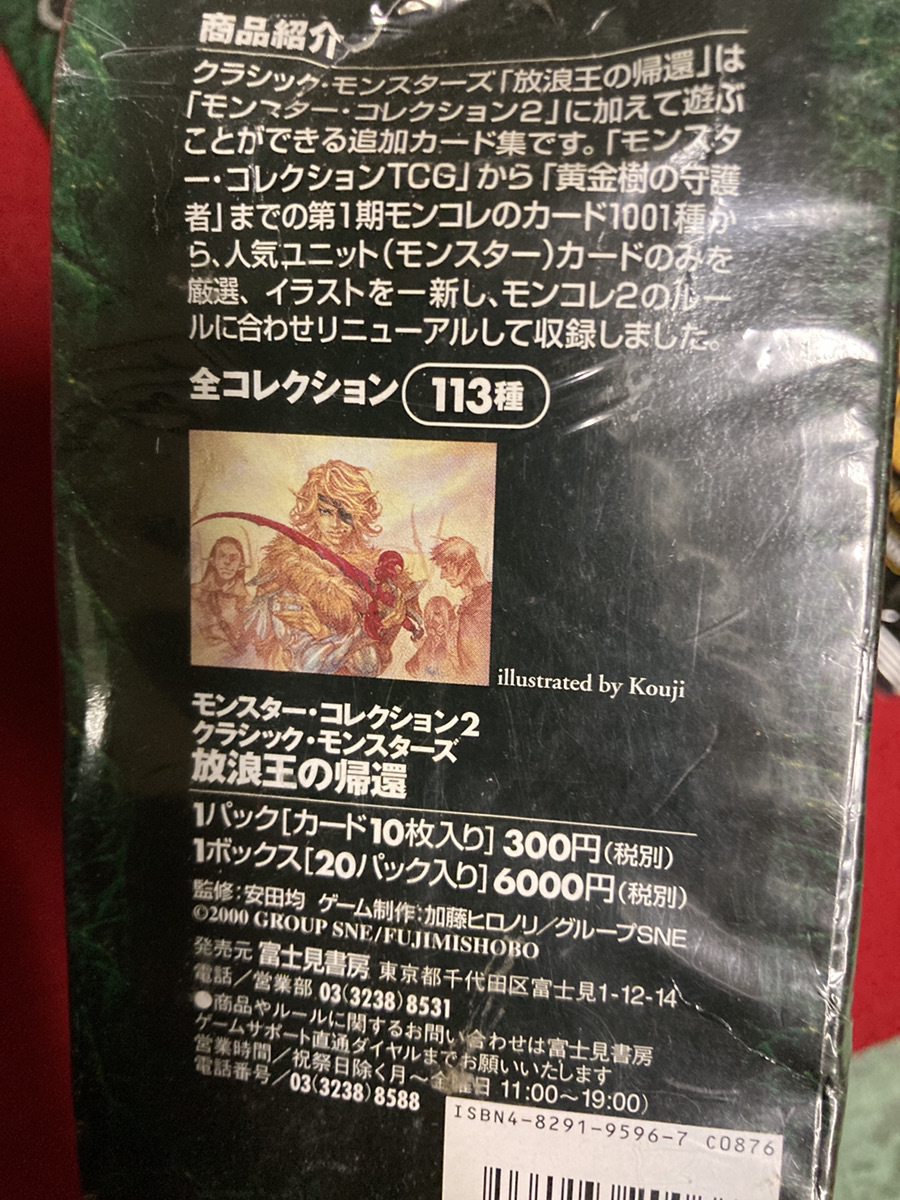 商品紹介
クラシック・モンスターズ「放浪王の帰還」は
「モンスター・コレクション2」に加えて遊ぶ
ことができる追加カード集です。「モンスタ
ー・コレクションTCG」から「黄金樹の守護
者」までの第1期モンコレのカード1001種か
ら、人気ユニット(モンスター)カードのみを
厳選、イラストを一新し、モンコレ2のルー
ルに合わせリニューアルして収録しました。
全コレクション 113種
illustrated by Kouji
モンスター・コレクション2
クラシック・モンスターズ
放浪王の帰還
1パック[カード10枚入り] 300円(税別)
1ボックス[20パック入り] 6000円(税別)
監修:安田均 ゲーム制作:加藤ヒロノリ/グループSNE
©2000 GROUP SNE/FUJIMISHOBO
発売元 富士見書房 東京都千代田区富士見1-12-14
電話/営業部 03(3238)8531
●商品やルールに関するお問い合わせは富士見書房
ゲームサポート直通ダイヤルまでお願いいたします
営業時間/祝祭日除く月〜金曜日 11:00〜19:00)
電話番号/03(3238)8588
ISBN4-8291-9596-7 C0876